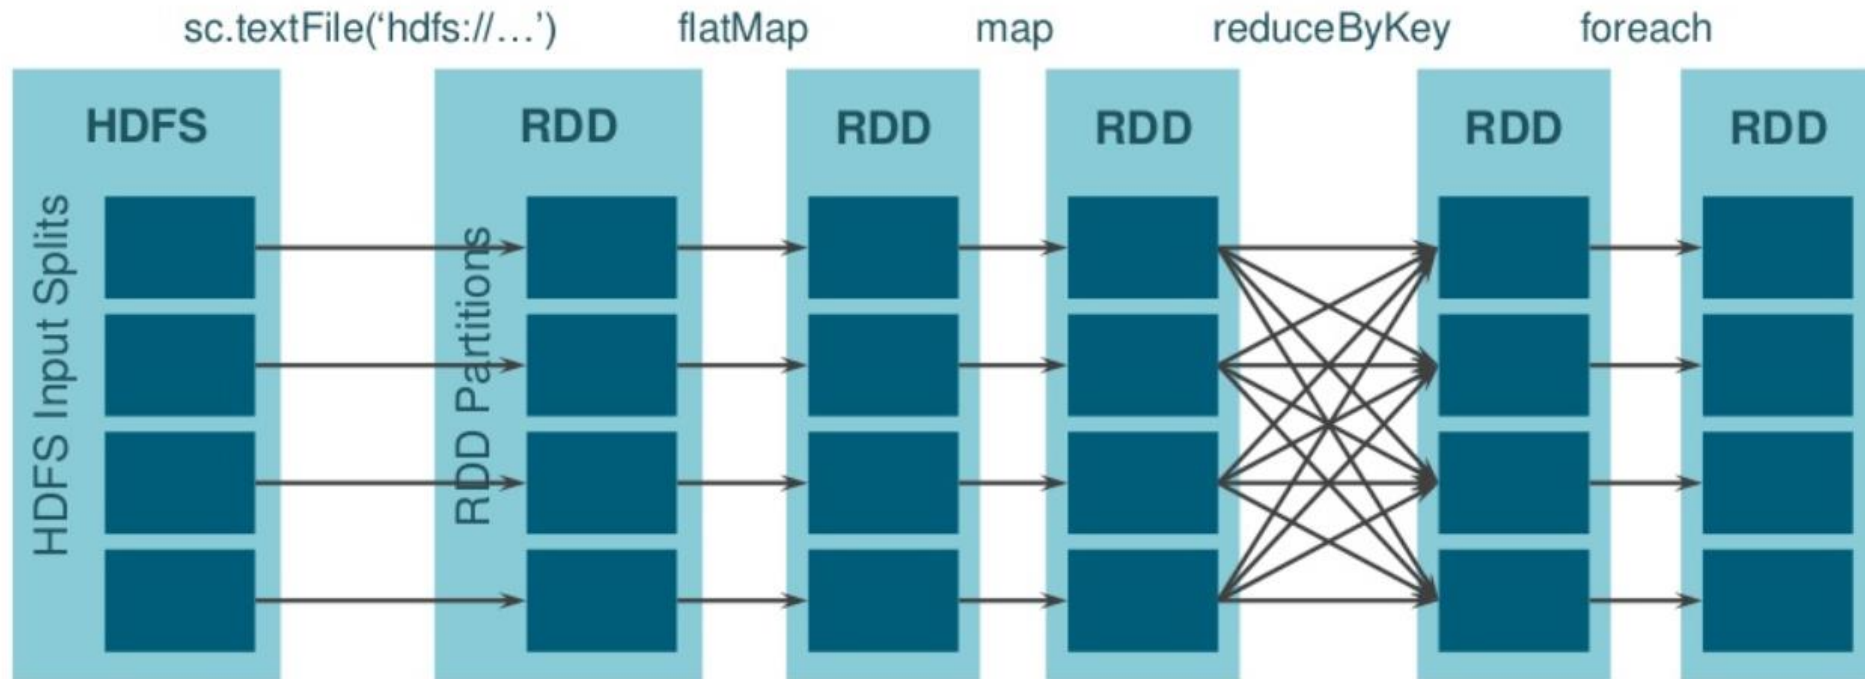 sc.textFile(‘hdfs://…’)
flatMap
map
reduceByKey
foreach
HDFS
RDD
RDD
RDD
RDD
RDD
HDFS Input Splits
RDD Partitions